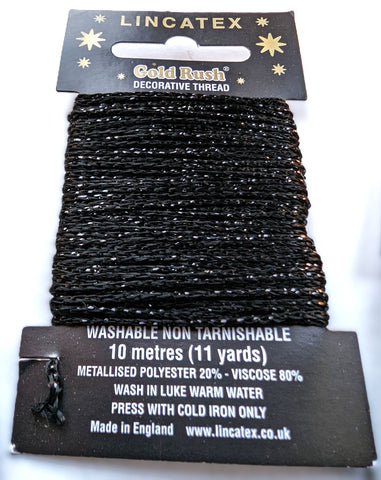 LINCATEX
Gold Rush®
DECORATIVE THREAD
WASHABLE NON TARNISHABLE
10 metres (11 yards)
METALLISED POLYESTER 20% - VISCOSE 80%
WASH IN LUKE WARM WATER
PRESS WITH COLD IRON ONLY
Made in England www.lincatex.co.uk